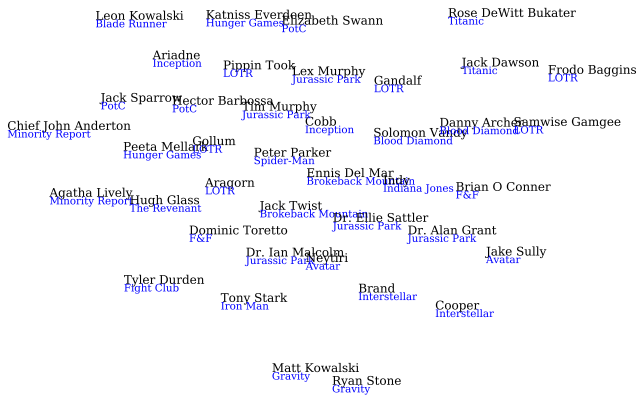 Leon Kowalski
Blade Runner
Katniss Everdeen
Hunger Games
Elizabeth Swann
PotC
Rose DeWitt Bukater
Titanic
Ariadne
Inception
Pippin Took
LOTR
Lex Murphy
Jurassic Park
Gandalf
LOTR
Jack Dawson
Titanic
Frodo Baggins
LOTR
Jack Sparrow
PotC
Hector Barbossa
PotC
Tim Murphy
Jurassic Park
Cobb
Inception
Solomon Vandy
Blood Diamond
Danny Archer
Blood Diamond
Samwise Gamgee
LOTR
Chief John Anderton
Minority Report
Peeta Mellark
Hunger Games
Gollum
LOTR
Peter Parker
Spider-Man
Ennis Del Mar
Brokeback Mountain
Indy
Indiana Jones
Brian O Conner
F&F
Agatha Lively
Minority Report
Hugh Glass
The Revenant
Aragorn
LOTR
Jack Twist
Brokeback Mountain
Dr. Ellie Sattler
Jurassic Park
Dr. Alan Grant
Jurassic Park
Dominic Toretto
F&F
Dr. Ian Malcolm
Jurassic Park
Neytiri
Avatar
Jake Sully
Avatar
Tyler Durden
Fight Club
Tony Stark
Iron Man
Brand
Interstellar
Cooper
Interstellar
Matt Kowalski
Gravity
Ryan Stone
Gravity